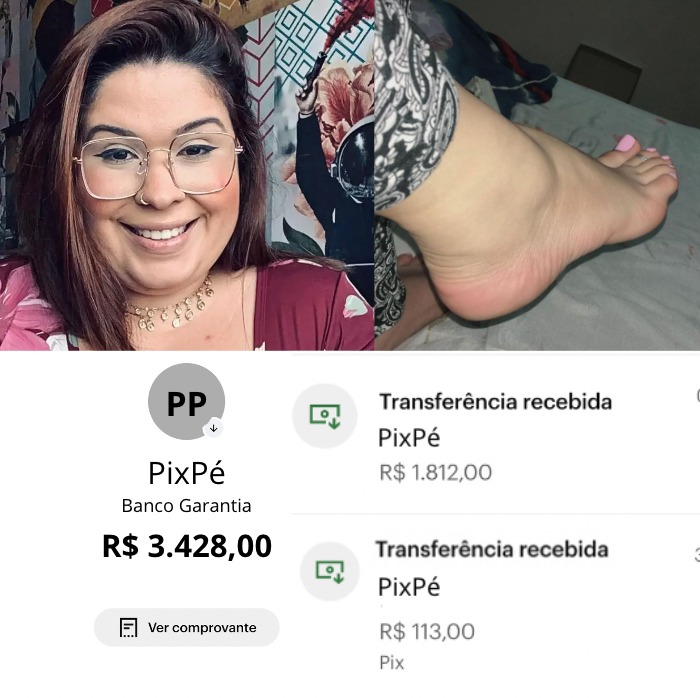 PP
PixPé
Banco Garantia
R$ 3.428,00
Ver comprovante
Transferência recebida
PixPé
R$ 1.812,00
Transferência recebida
PixPé
R$ 113,00
Pix